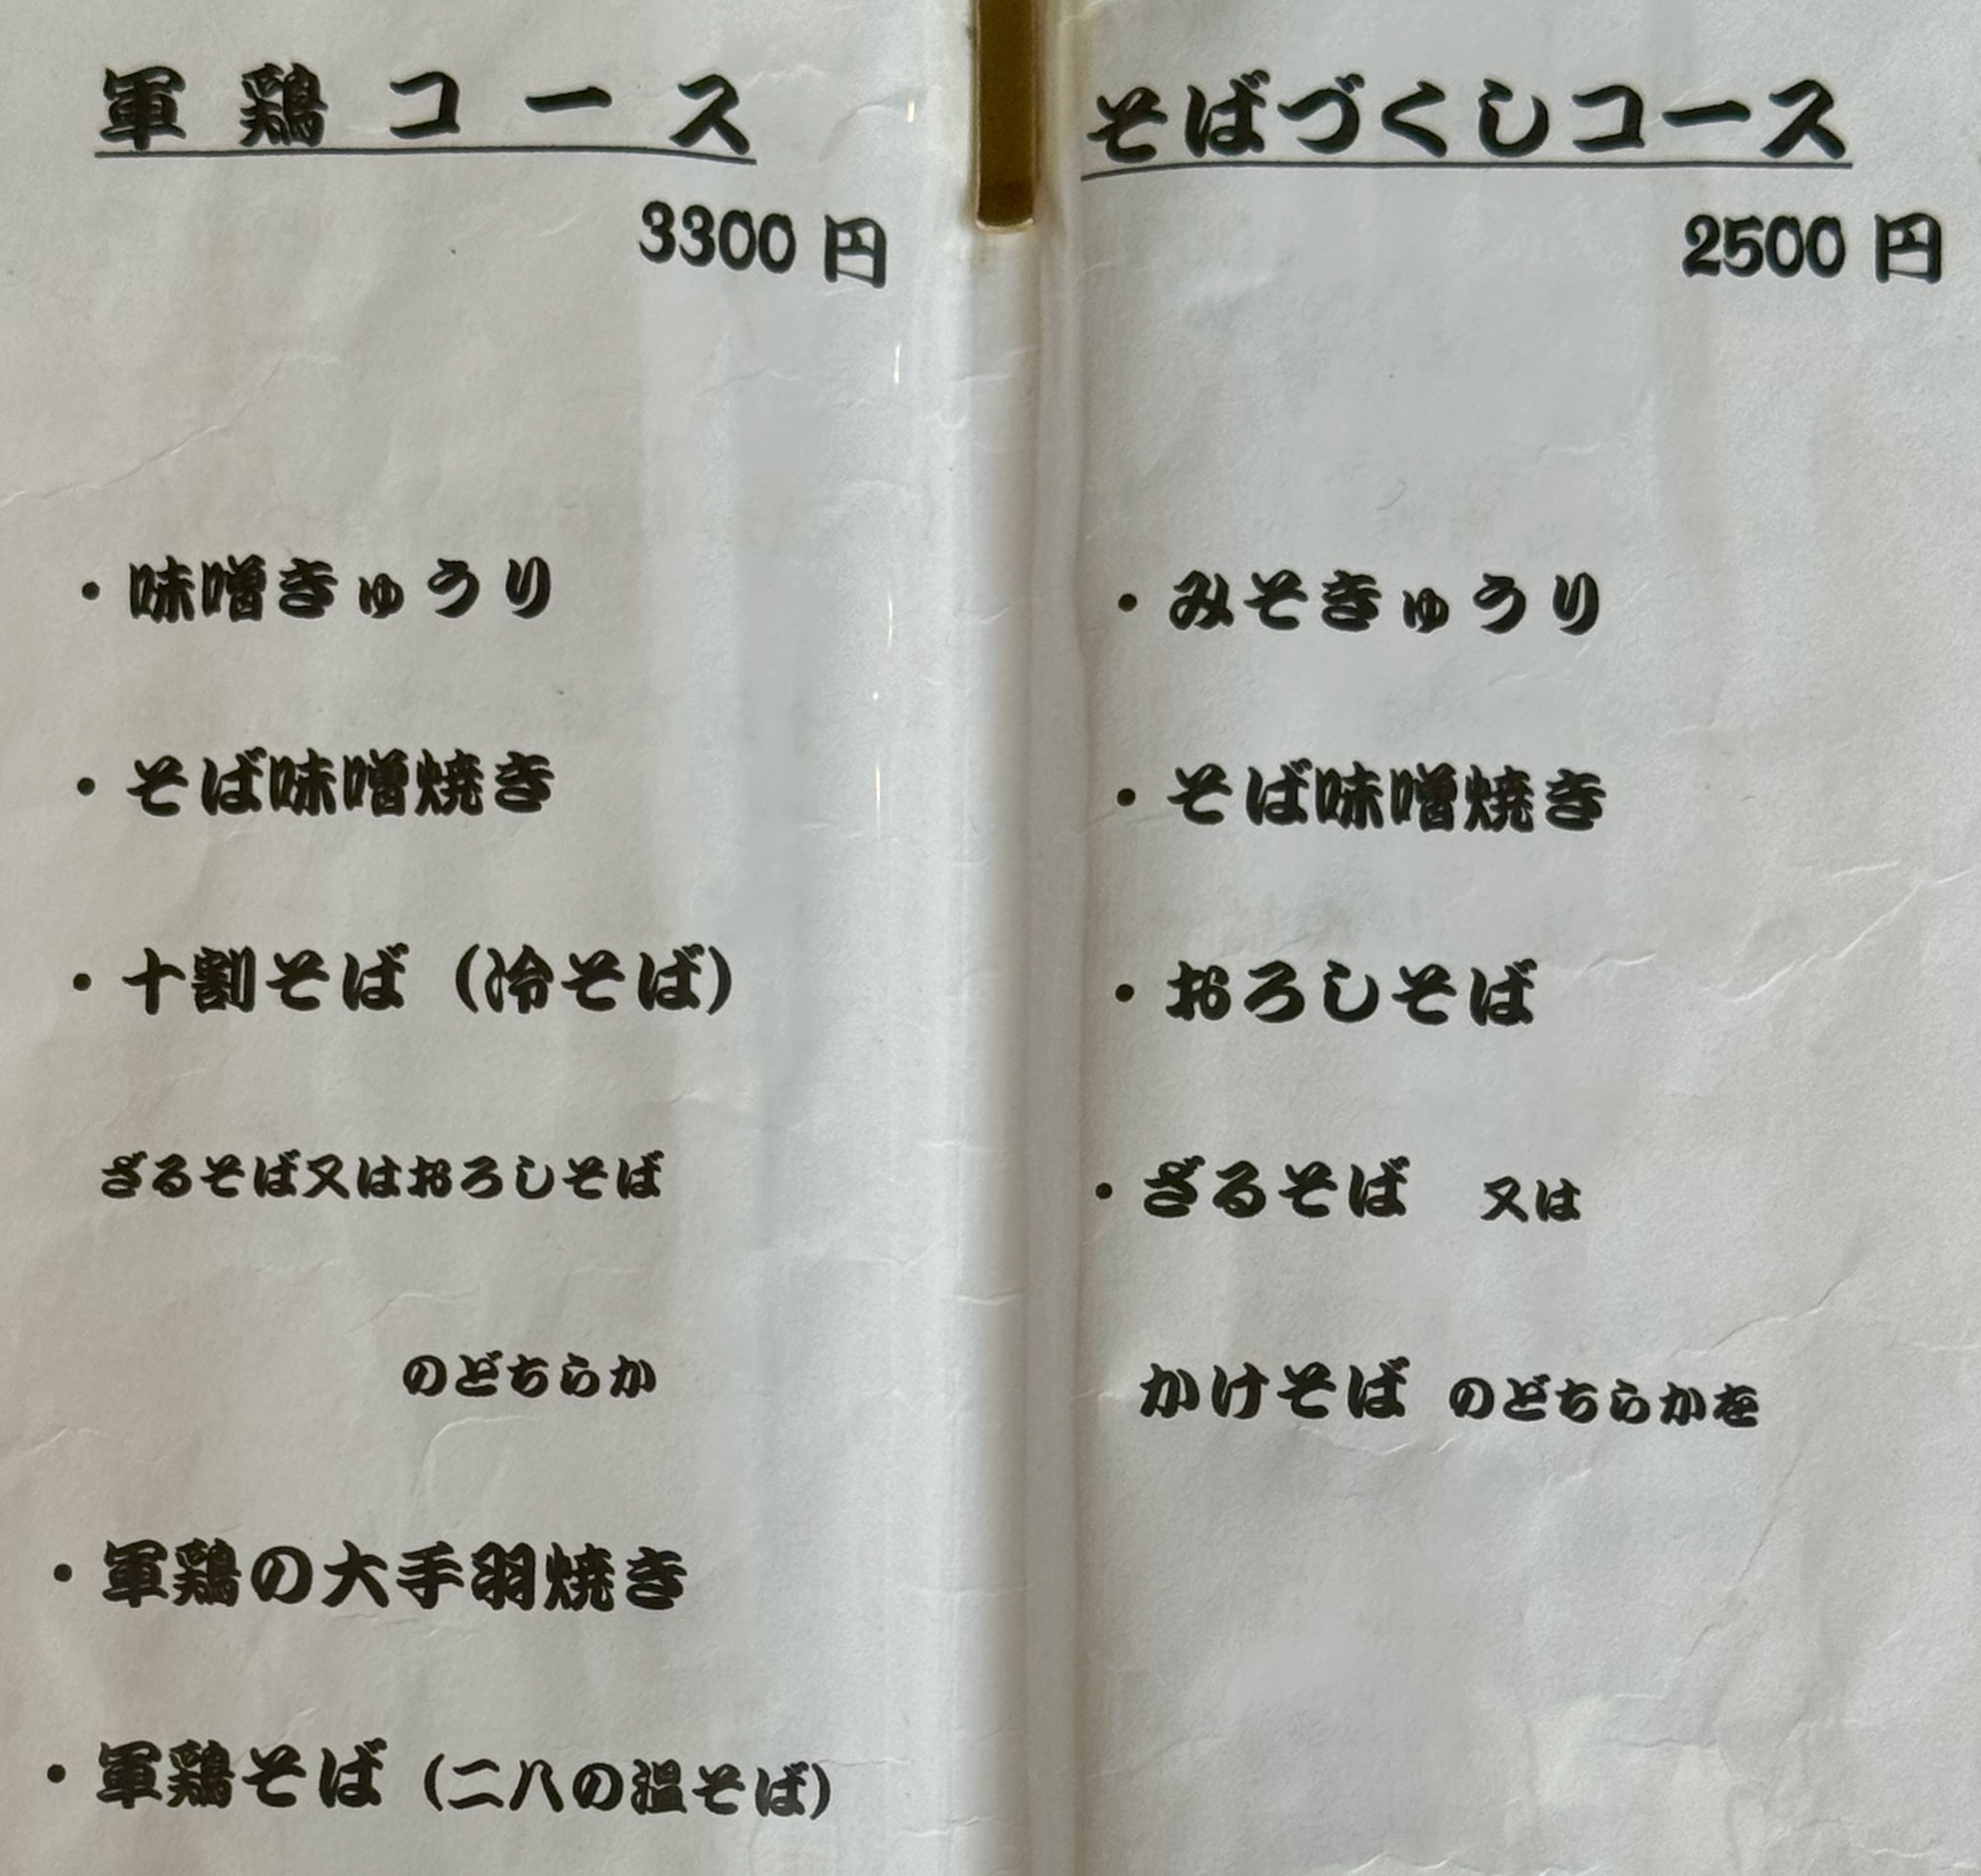 軍鶏コース
3300円
・味噌きゅうり
・そば味噌焼き
・十割そば（冷そば）
ざるそば又はおろしそば
のどちらか
・軍鶏の大手羽焼き
・軍鶏そば（二八の温そば）
そばづくしコース
2500円
・みそきゅうり
・そば味噌焼き
・おろしそば
・ざるそば　又は
かけそば のどちらかを